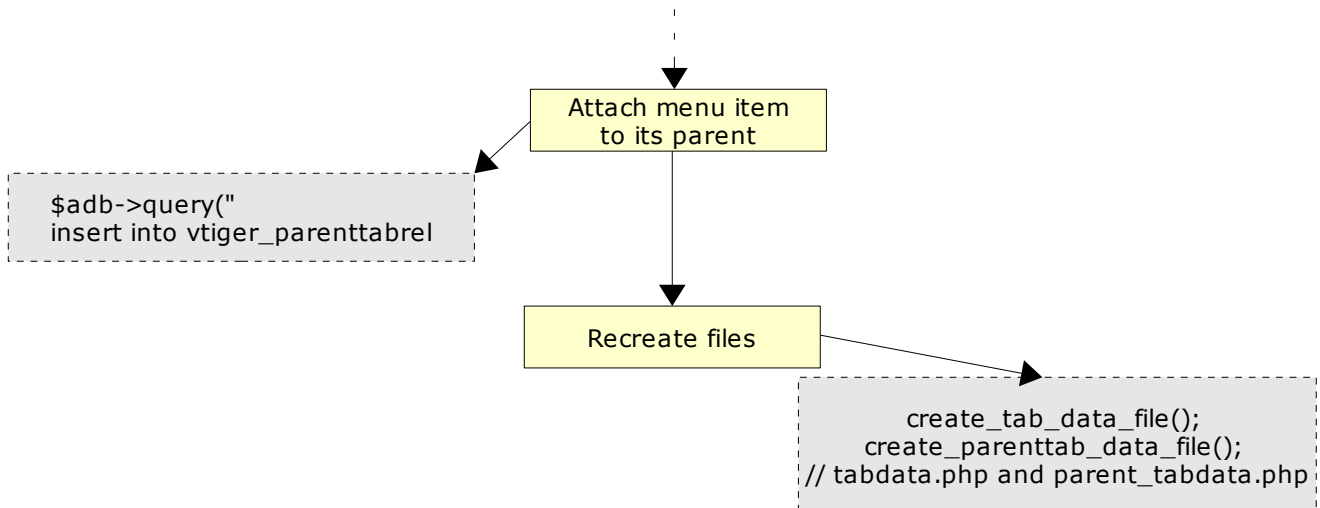 Attach menu item
to its parent
$adb->query("
insert into vtiger_parenttabrel
Recreate files
create_tab_data_file();
create_parenttab_data_file();
// tabdata.php and parent_tabdata.php